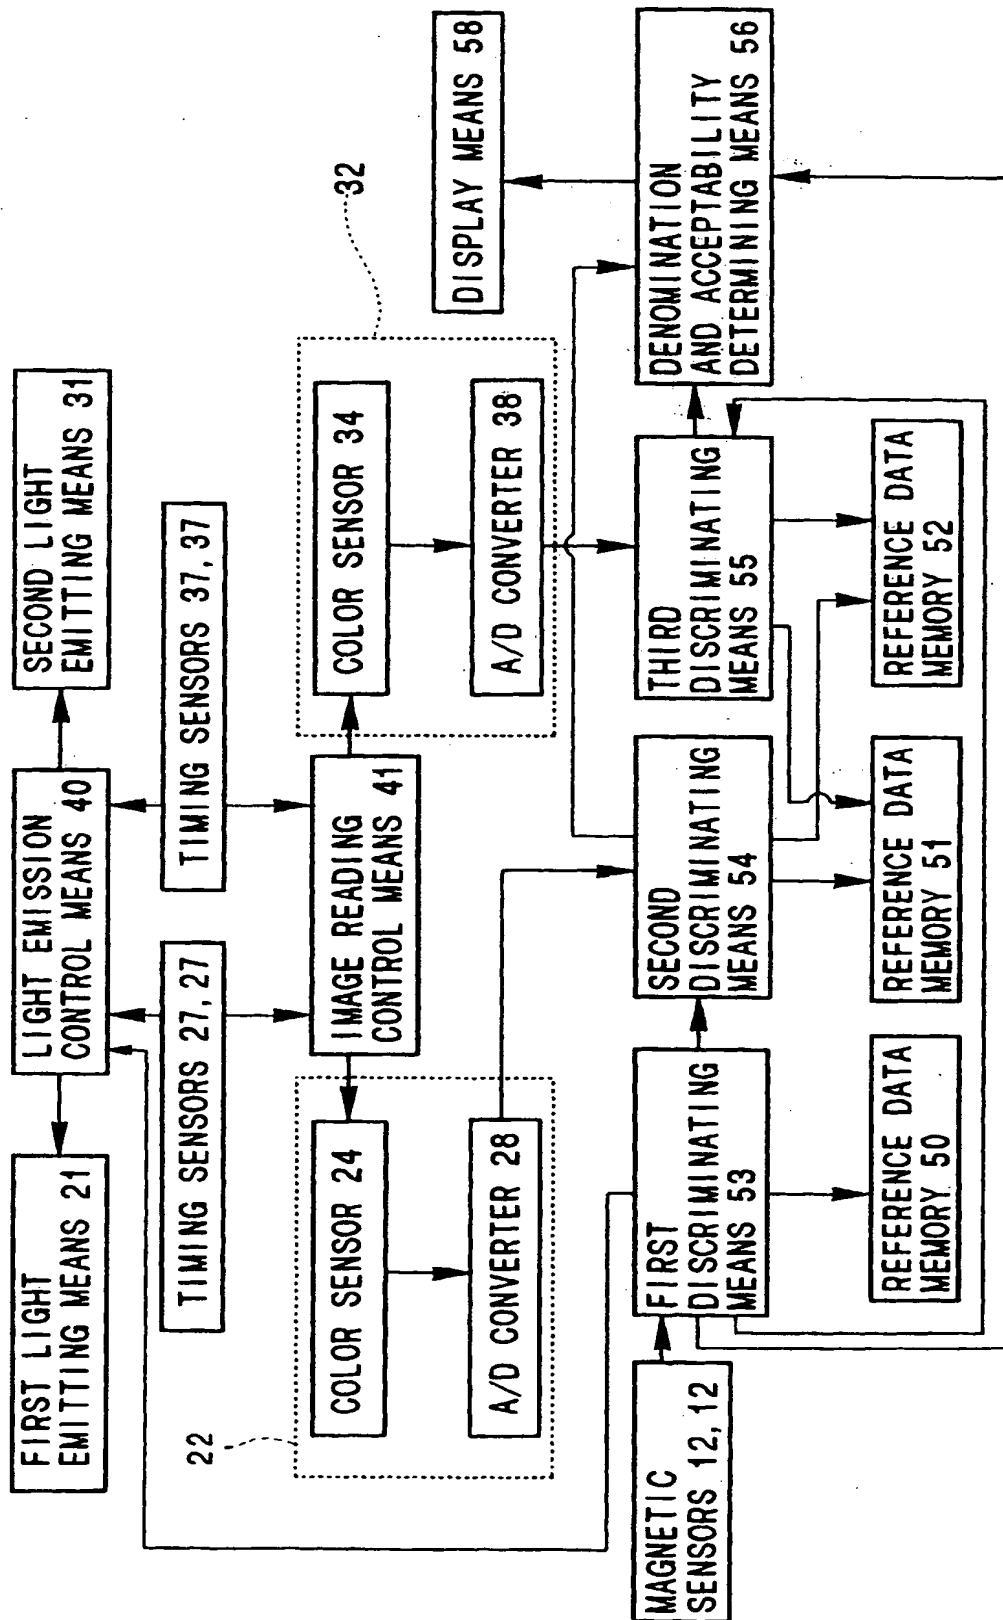 FIRST LIGHT
EMITTING MEANS 21
LIGHT EMISSION
CONTROL MEANS 40
SECOND LIGHT
EMITTING MEANS 31
TIMING SENSORS 27, 27
TIMING SENSORS 37, 37
22
COLOR SENSOR 24
A/D CONVERTER 28
IMAGE READING
CONTROL MEANS 41
32
COLOR SENSOR 34
A/D CONVERTER 38
DISPLAY MEANS 58
MAGNETIC
SENSORS 12, 12
FIRST
DISCRIMINATING
MEANS 53
SECOND
DISCRIMINATING
MEANS 54
THIRD
DISCRIMINATING
MEANS 55
DENOMINATION
AND ACCEPTABILITY
DETERMINING MEANS 56
REFERENCE DATA
MEMORY 50
REFERENCE DATA
MEMORY 51
REFERENCE DATA
MEMORY 52